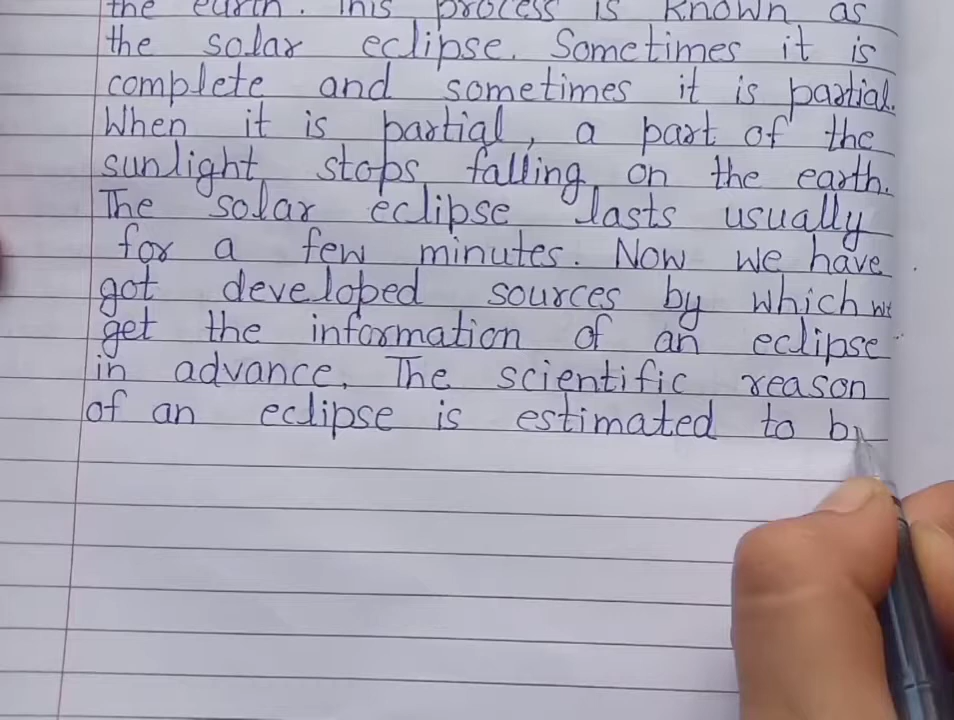 the earth. This process is known as
the solar eclipse. Sometimes it is
complete and sometimes it is partial.
When it is partial, a part of the
sunlight stops falling on the earth.
The solar eclipse lasts usually
for a few minutes. Now we have
got developed sources by which we
get the information of an eclipse
in advance. The scientific reason
of an eclipse is estimated to